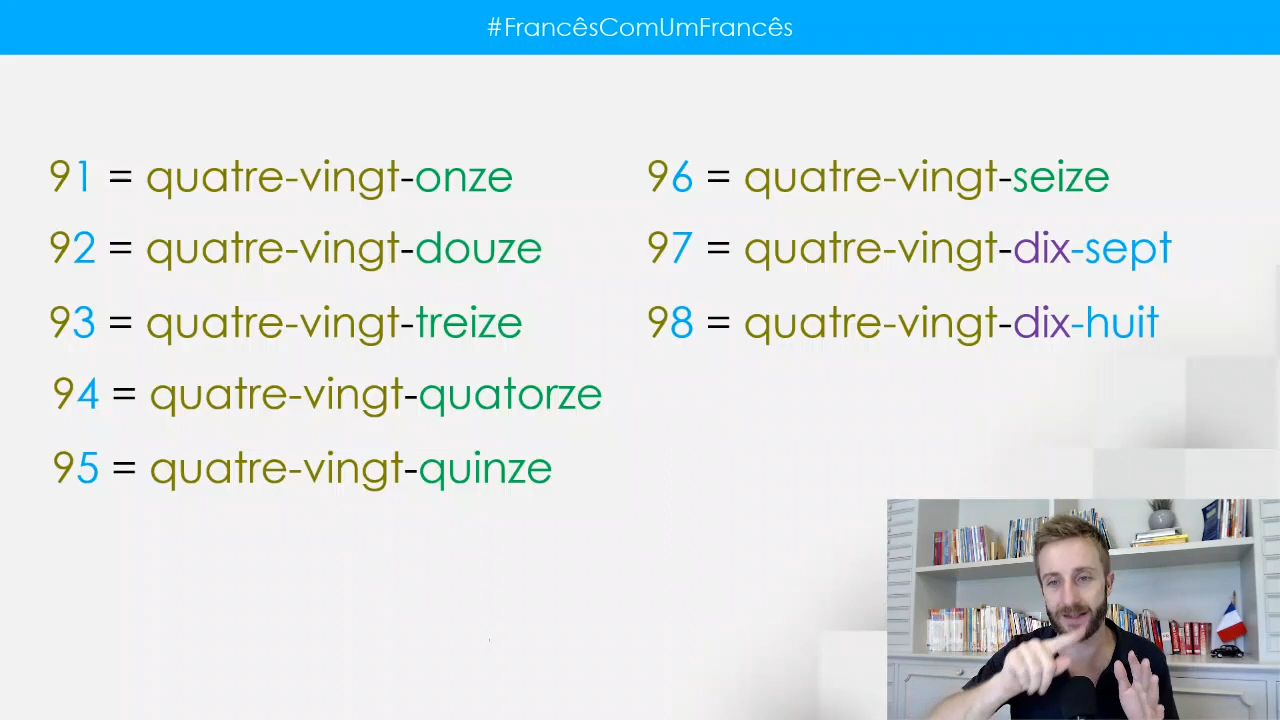 #FrancêsComUmFrancês
91 = quatre-vingt-onze
92 = quatre-vingt-douze
93 = quatre-vingt-treize
94 = quatre-vingt-quatorze
95 = quatre-vingt-quinze
96 = quatre-vingt-seize
97 = quatre-vingt-dix-sept
98 = quatre-vingt-dix-huit